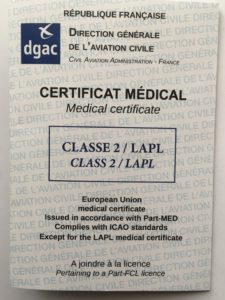 RÉPUBLIQUE FRANÇAISE
dgac
DIRECTION GÉNÉRALE
DE L'AVIATION CIVILE
CIVIL AVIATION ADMINISTRATION - FRANCE
CERTIFICAT MÉDICAL
Medical certificate
CLASSE 2 / LAPL
CLASS 2 / LAPL
European Union
medical certificate
Issued in accordance with Part-MED
Complies with ICAO standards
Except for the LAPL medical certificate
A joindre à la licence
Pertaining to a Part-FCL licence